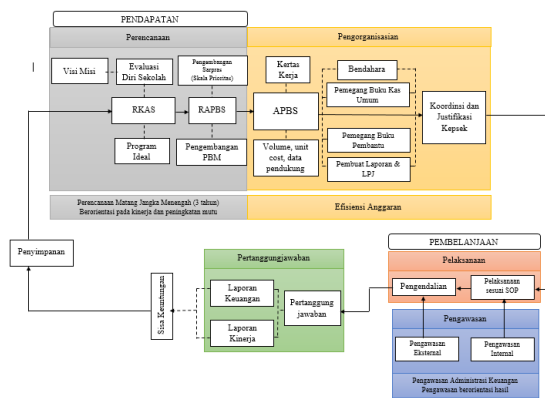 PENDAPATAN
Perencanaan
Pengorganisasian
Visi Misi
Evaluasi
Diri Sekolah
Pengembangan
Sarpras
(Skala Prioritas)
Kertas
Kerja
Bendahara
Pemegang Buku Kas
Umum
RKAS
RAPBS
APBS
Koordinsi dan
Justifikasi
Kepsek
Program
Ideal
Pengembangan
PBM
Volume, unit
cost, data
pendukung
Pemegang Buku
Pembantu
Pembuat Laporan &
LPJ
Perencanaan Matang Jangka Menengah (3 tahun)
Berorientasi pada kinerja dan peningkatan mutu
Efisiensi Anggaran
Penyimpanan
Sisa Keuntungan
Pertanggungjawaban
Laporan
Keuangan
Laporan
Kinerja
Pertanggung
jawaban
PEMBELANJAAN
Pelaksanaan
Pengendalian
Pelaksanaan
sesuai SOP
Pengawasan
Pengawasan
Eksternal
Pengawasan
Internal
Pengawasan Administrasi Keuangan
Pengawasan berorientasi hasil